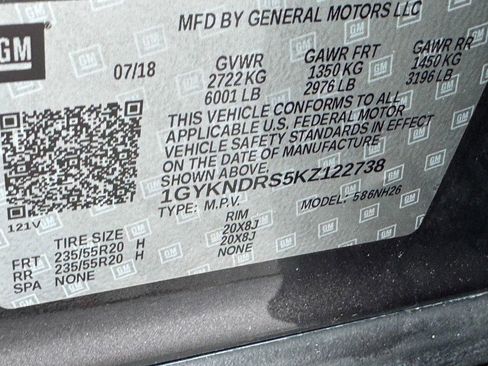 MFD BY GENERAL MOTORS LLC
GM
07/18
GVWR GAWR FRT GAWR RR
2722 KG 1350 KG 1450 KG
6001 LB 2976 LB 3196 LB
THIS VEHICLE CONFORMS TO ALL
APPLICABLE U.S. FEDERAL MOTOR
VEHICLE SAFETY STANDARDS IN EFFECT
ON THE DATE OF MANUFACTURE
SHOWN ABOVE.
1GYKNDRS5KZ122738
TYPE: M.P.V. MODEL: 586NH26
121V
TIRE SIZE RIM
FRT 235/55R20 H 20X8J
RR 235/55R20 H 20X8J
SPA NONE NONE